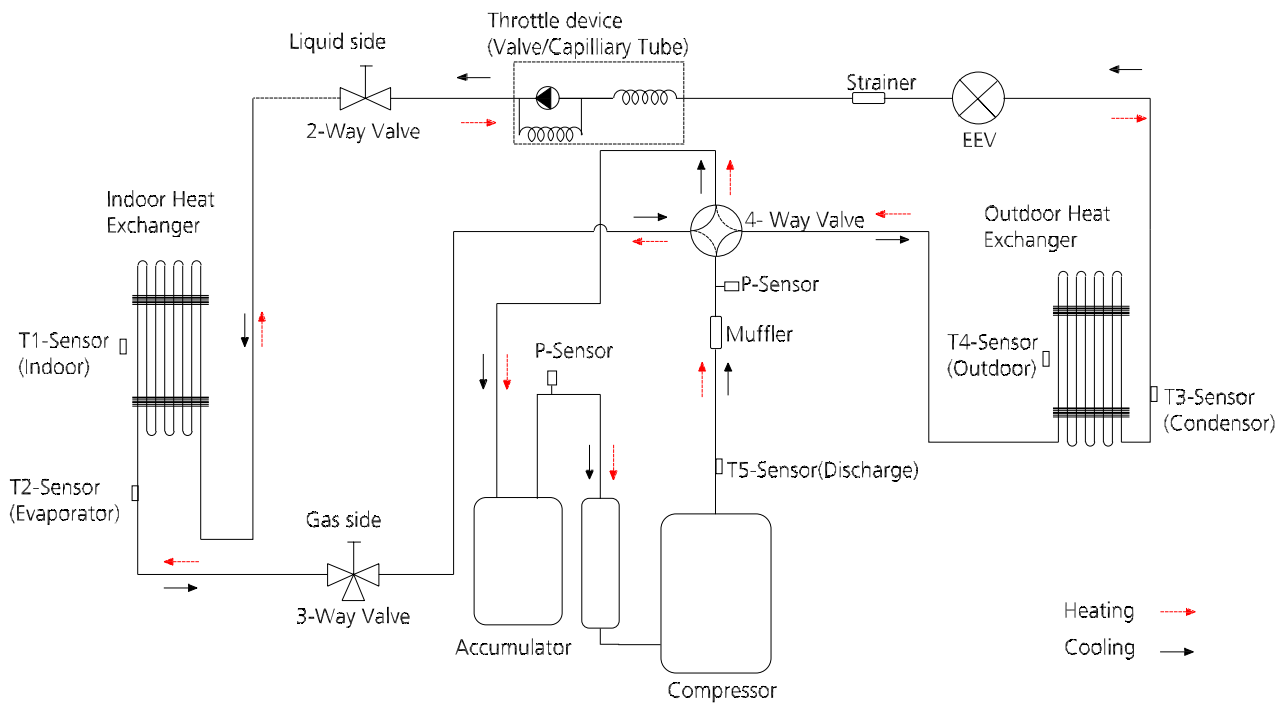 Throttle device
(Valve/Capilliary Tube)
Liquid side
Strainer
2-Way Valve
EEV
Indoor Heat
Exchanger
4- Way Valve
Outdoor Heat
Exchanger
P-Sensor
Muffler
T1-Sensor
(Indoor)
P-Sensor
T4-Sensor
(Outdoor)
T3-Sensor
(Condensor)
T5-Sensor(Discharge)
T2-Sensor
(Evaporator)
Gas side
3-Way Valve
Heating
Accumulator
Cooling
Compressor